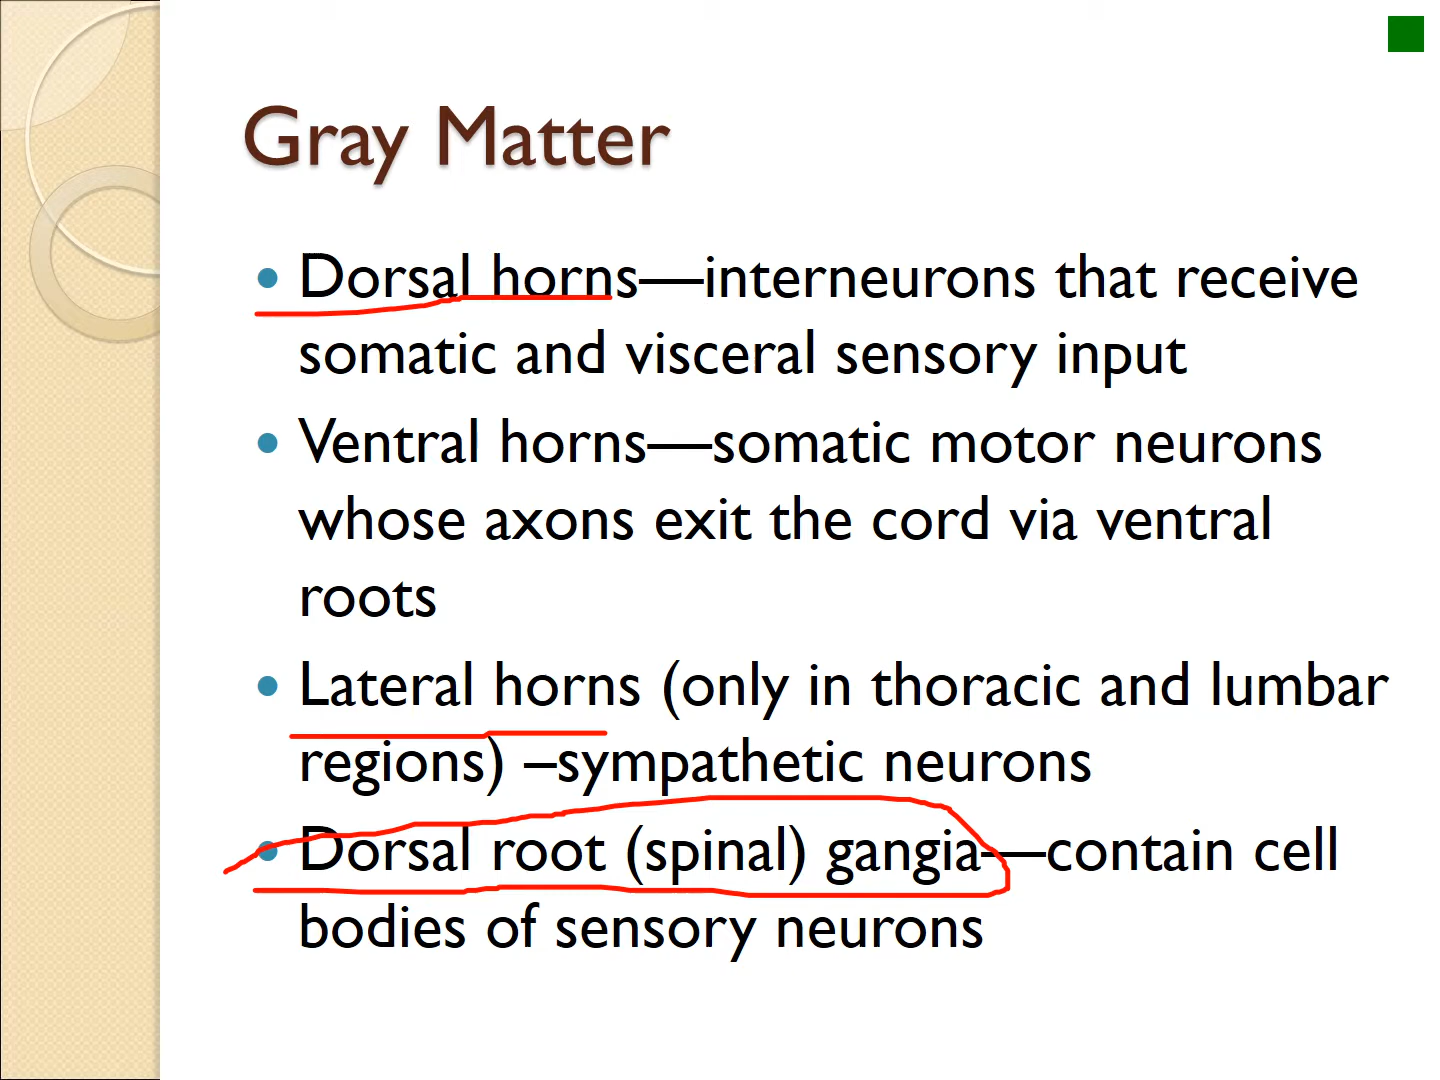 Gray Matter
Dorsal horns—interneurons that receive
somatic and visceral sensory input
Ventral horns—somatic motor neurons
whose axons exit the cord via ventral
roots
Lateral horns (only in thoracic and lumbar
regions) –sympathetic neurons
Dorsal root (spinal) gangia—contain cell
bodies of sensory neurons